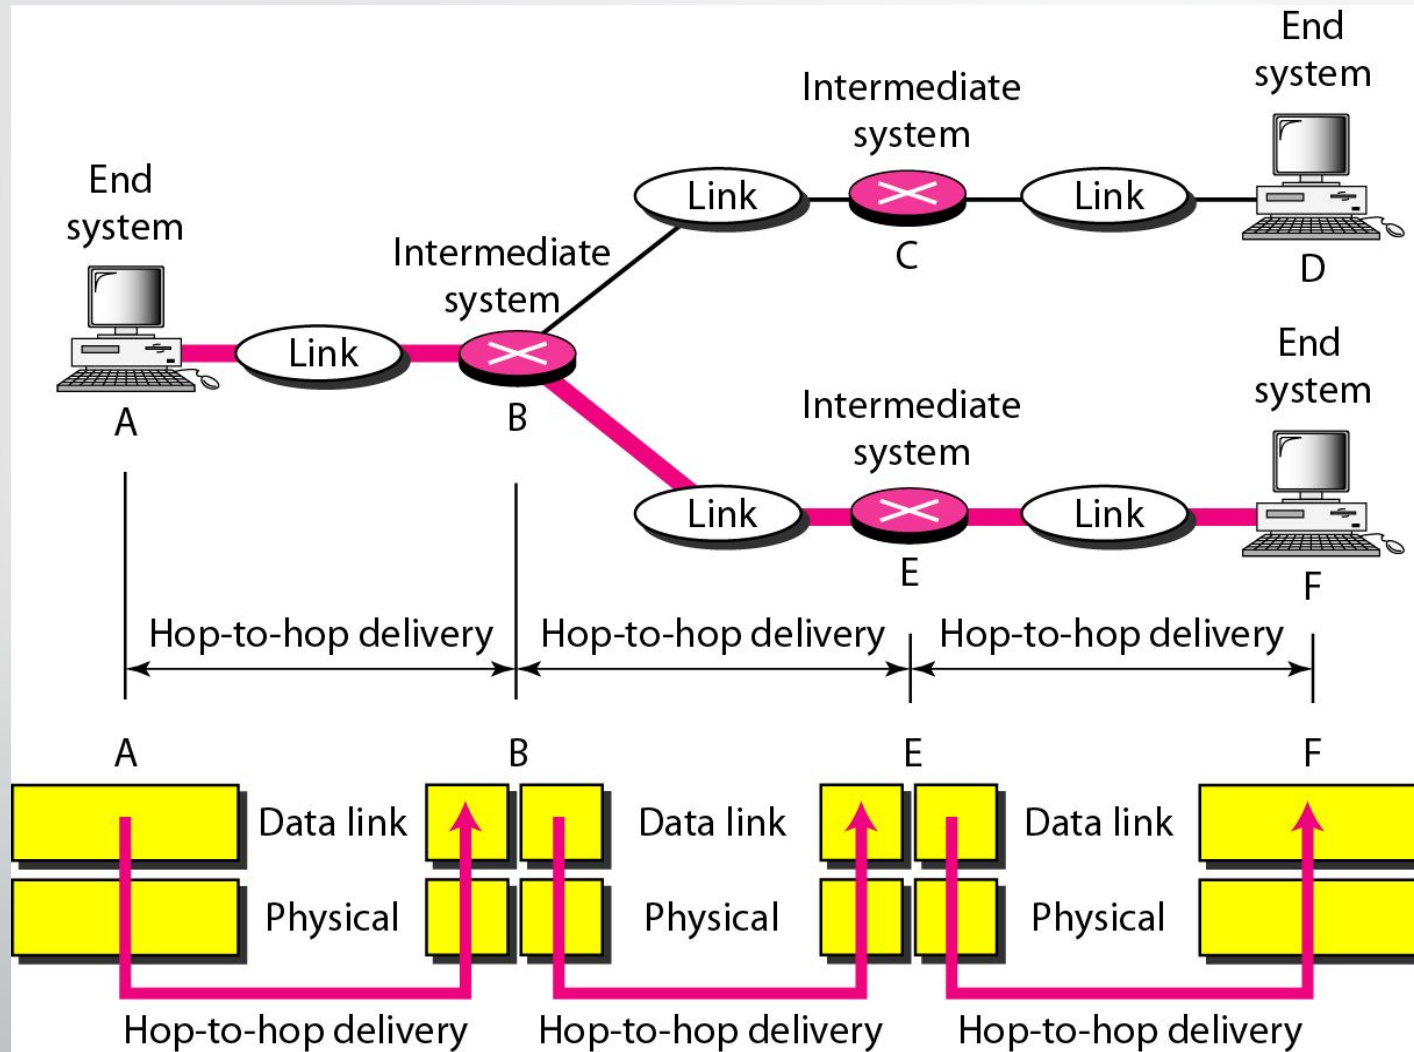 End
system
Intermediate
system
Link
Link
C
D
End
system
Intermediate
system
Link
A
B
End
system
Intermediate
system
Link
Link
E
F
Hop-to-hop delivery
Hop-to-hop delivery
Hop-to-hop delivery
A
B
E
F
Data link
Data link
Data link
Physical
Physical
Physical
Hop-to-hop delivery
Hop-to-hop delivery
Hop-to-hop delivery